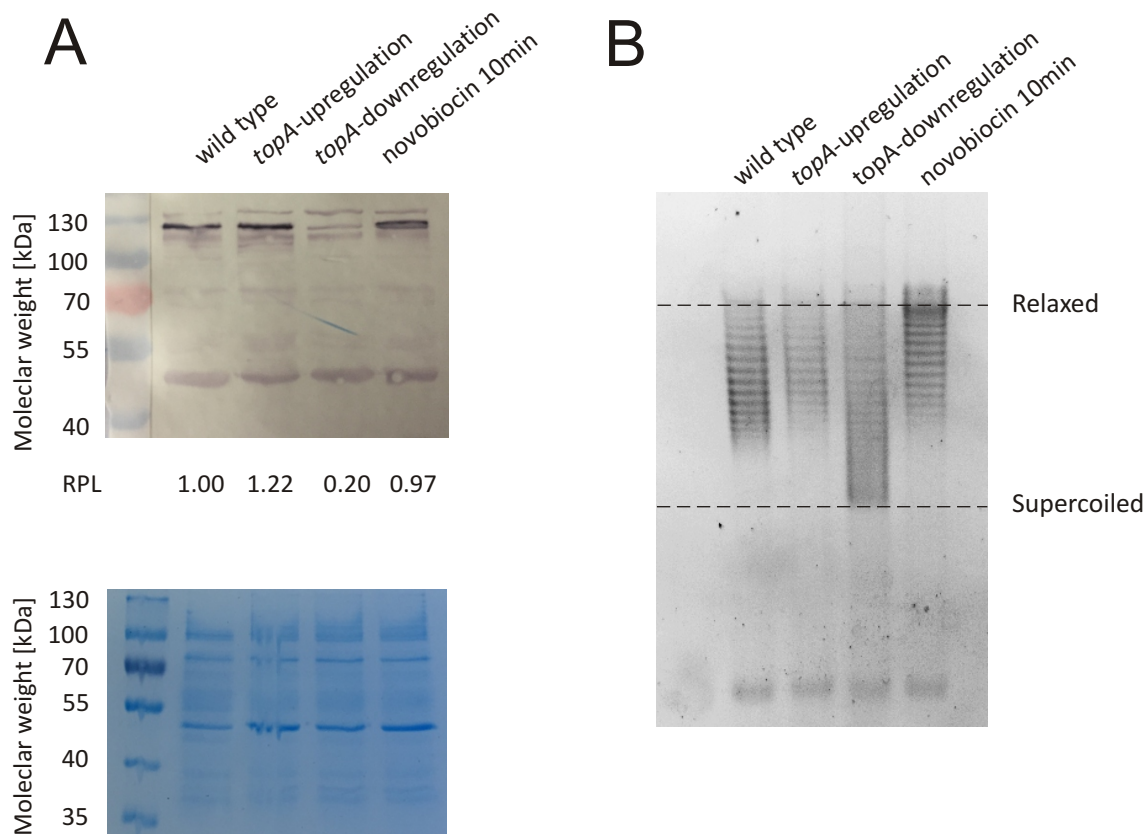 A
wild type
topA-upregulation
topA-downregulation
novobiocin 10min
Moleclar weight [kDa]
130
100
70
55
40
RPL 1.00 1.22 0.20 0.97
Moleclar weight [kDa]
130
100
70
55
40
35
B
wild type
topA-upregulation
topA-downregulation
novobiocin 10min
Relaxed
Supercoiled